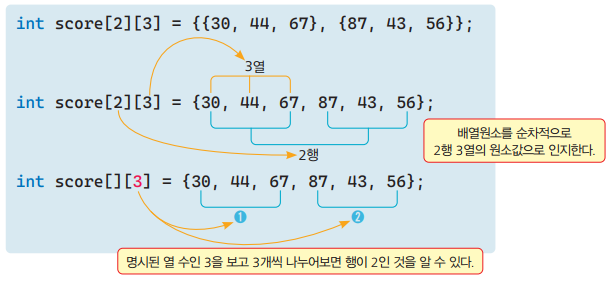 int score[2][3] = {{30, 44, 67}, {87, 43, 56}};
3열
int score[2][3] = {30, 44, 67, 87, 43, 56};
배열원소를 순차적으로
2행 3열의 원소값으로 인지한다.
2행
int score[][3] = {30, 44, 67, 87, 43, 56};
❶ ❷
명시된 열 수인 3을 보고 3개씩 나누어보면 행이 2인 것을 알 수 있다.